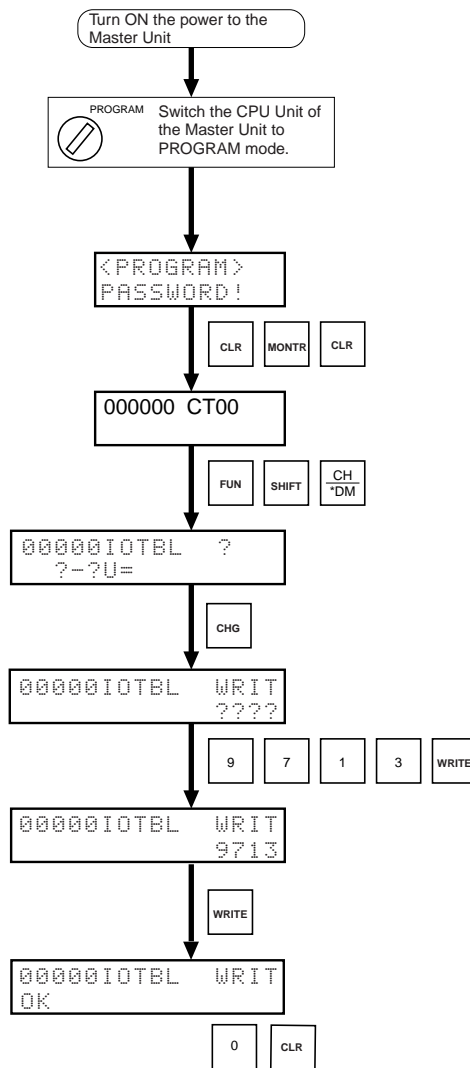 Turn ON the power to the
Master Unit
PROGRAM
Switch the CPU Unit of
the Master Unit to
PROGRAM mode.
<PROGRAM>
PASSWORD!
CLR MONTR CLR
000000 CT00
FUN SHIFT CH
*DM
00000IOTBL ?
?-?U=
CHG
00000IOTBL WRIT
????
9 7 1 3 WRITE
00000IOTBL WRIT
9713
WRITE
00000IOTBL WRIT
OK
0 CLR